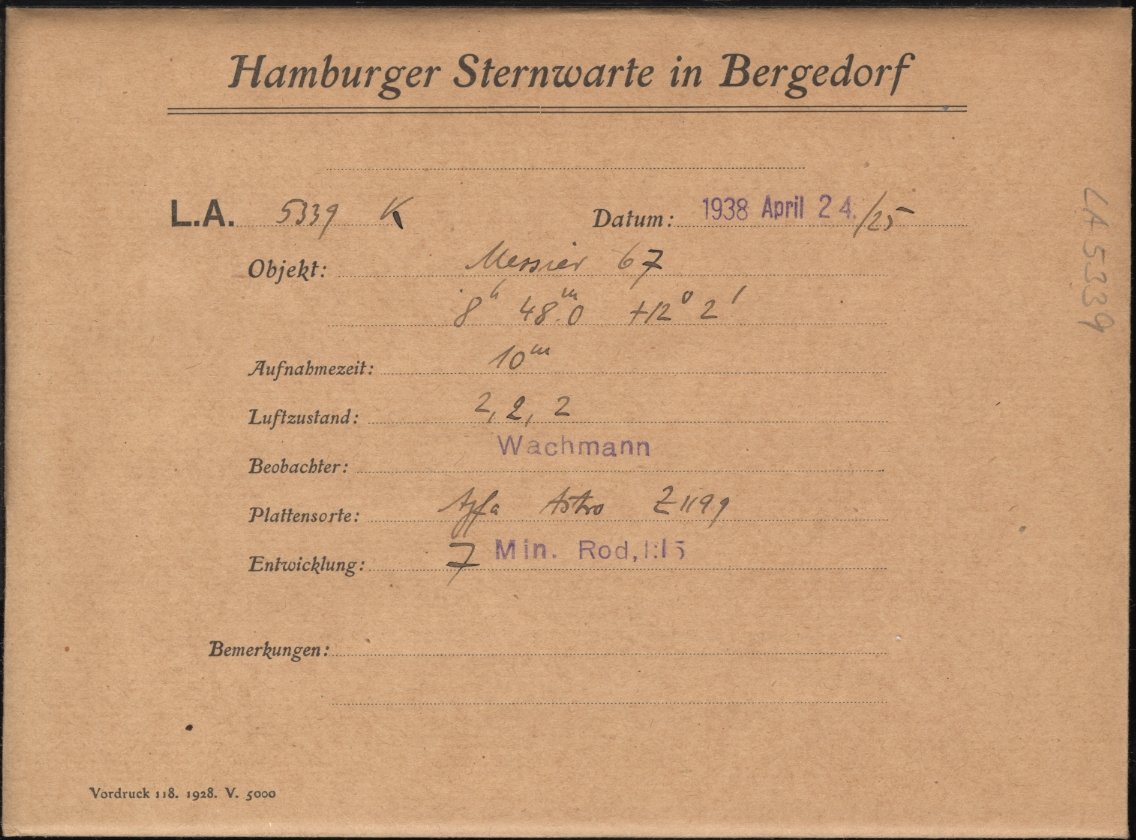 Hamburger Sternwarte in Bergedorf
L.A. 5339 K Datum: 1938 April 24./25
Objekt: Messier 67
8h 48m.0 +12° 2'
Aufnahmezeit: 10m
Luftzustand: 2, 2, 2
Beobachter: Wachmann
Plattensorte: Agfa Astro Z 1199
Entwicklung: 7 Min. Rod, 1:15
Bemerkungen:
Vordruck 118. 1928. V. 5000
LA 5339